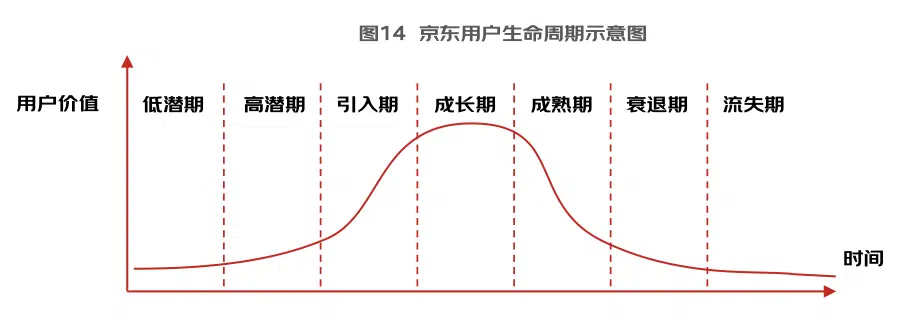 图14 京东用户生命周期示意图
用户价值
低潜期
高潜期
引入期
成长期
成熟期
衰退期
流失期
时间